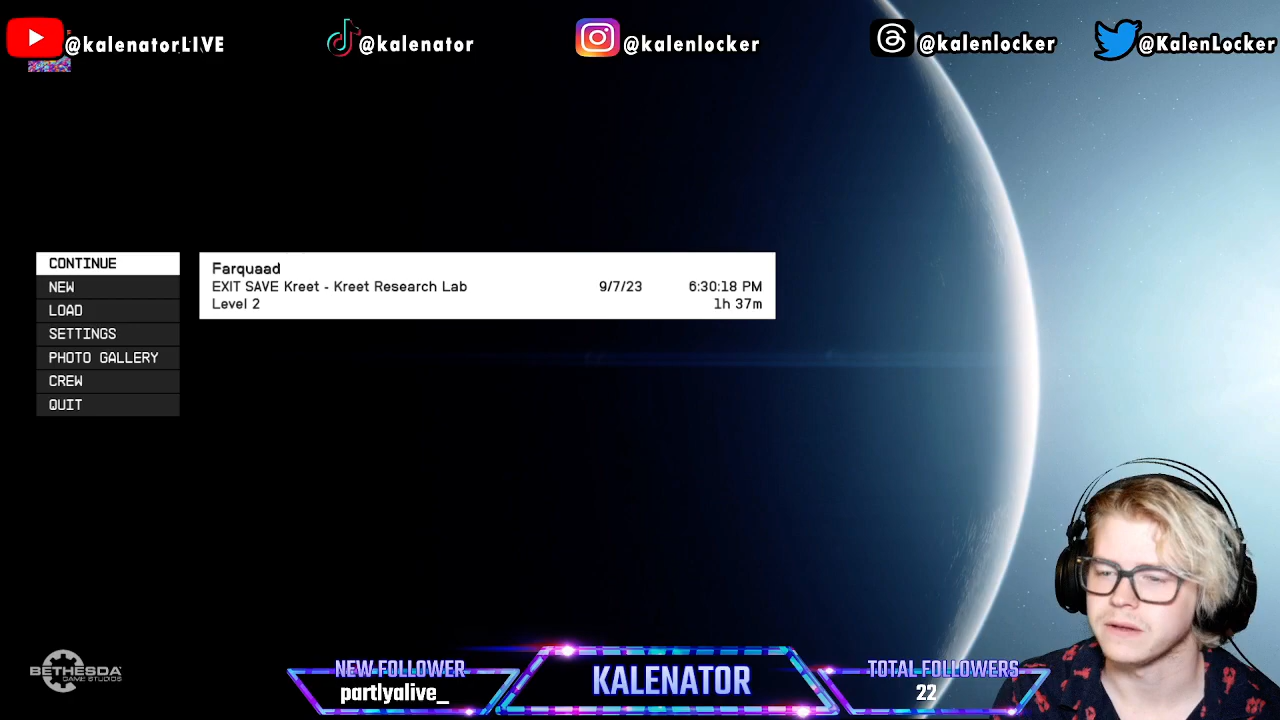 @kalenatorLIVE
@kalenator
@kalenlocker
@kalenlocker
@KalenLocker
CONTINUE
NEW
LOAD
SETTINGS
PHOTO GALLERY
CREW
QUIT
Farquaad
EXIT SAVE Kreet - Kreet Research Lab 9/7/23 6:30:18 PM
Level 2 1h 37m
BETHESDA
GAME STUDIOS
NEW FOLLOWER
partlyalive_
KALENATOR
TOTAL FOLLOWERS
22